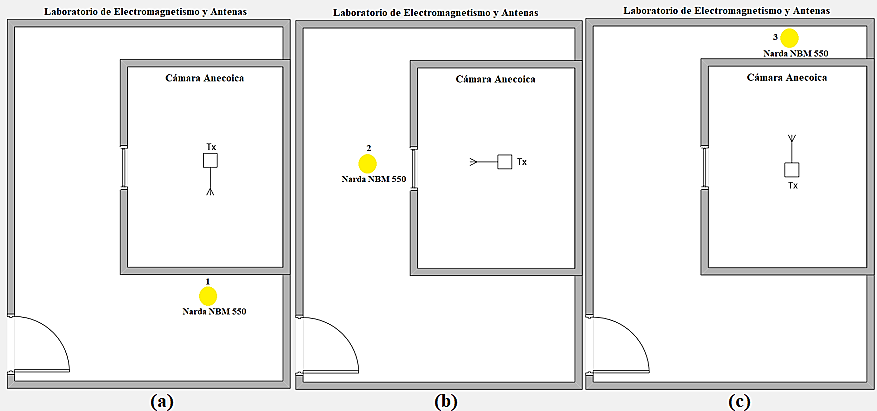 Laboratorio de Electromagnetismo y Antenas
Cámara Anecoica
Tx
1
Narda NBM 550
(a)
Laboratorio de Electromagnetismo y Antenas
Cámara Anecoica
2
Tx
Narda NBM 550
(b)
Laboratorio de Electromagnetismo y Antenas
3
Narda NBM 550
Cámara Anecoica
Tx
(c)